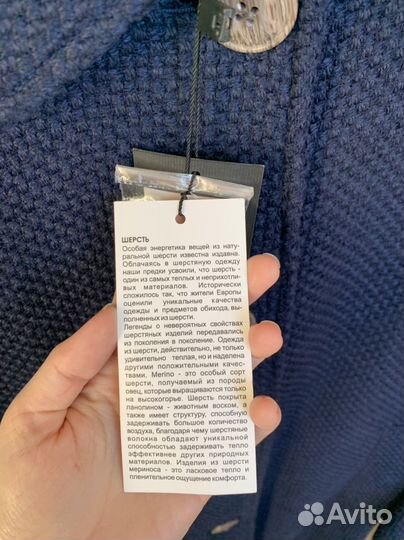 ШЕРСТЬ
Особая энергетика вещей из нату-
ральной шерсти известна издавна.
Облачаясь в шерстяную одежду
наши предки усвоили, что шерсть -
один из самых теплых и неприхотли-
вых материалов. Исторически
сложилось так, что жители Европы
оценили уникальные качества
одежды и предметов обихода, вы-
полненных из шерсти.
Легенды о невероятных свойствах
шерстяных изделий передавались
из поколения в поколение. Одежда
из шерсти, действительно, не только
удивительно теплая, но и наделена
другими положительными качес-
твами. Merino - это особый сорт
шерсти, получаемый из породы
овец, которые выращиваются только
на высокогорье. Шерсть покрыта
ланолином - животным воском, а
также имеет структуру, способную
задерживать большое количество
воздуха, благодаря чему шерстяные
волокна обладают уникальной
способностью задерживать тепло
эффективнее других природных
материалов. Изделия из шерсти
мериноса - это ласковое тепло и
пленительное ощущение комфорта.
Avito